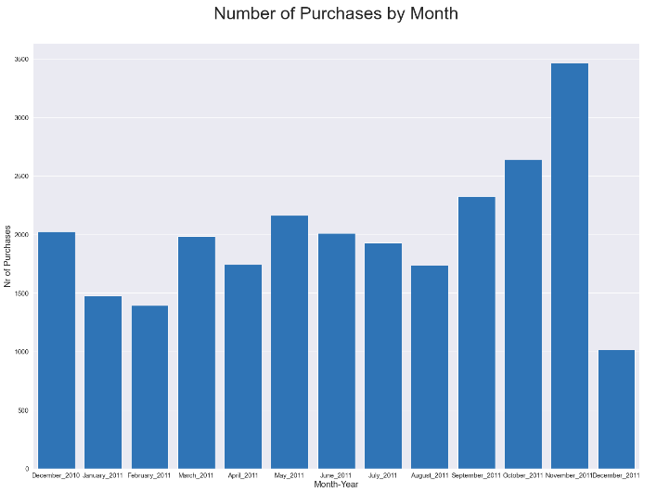 Number of Purchases by Month
3500
3000
2500
2000
1500
1000
500
0
Nr of Purchases
December_2010 January_2011 February_2011 March_2011 April_2011 May_2011 June_2011 July_2011 August_2011 September_2011 October_2011 November_2011 December_2011
Month-Year